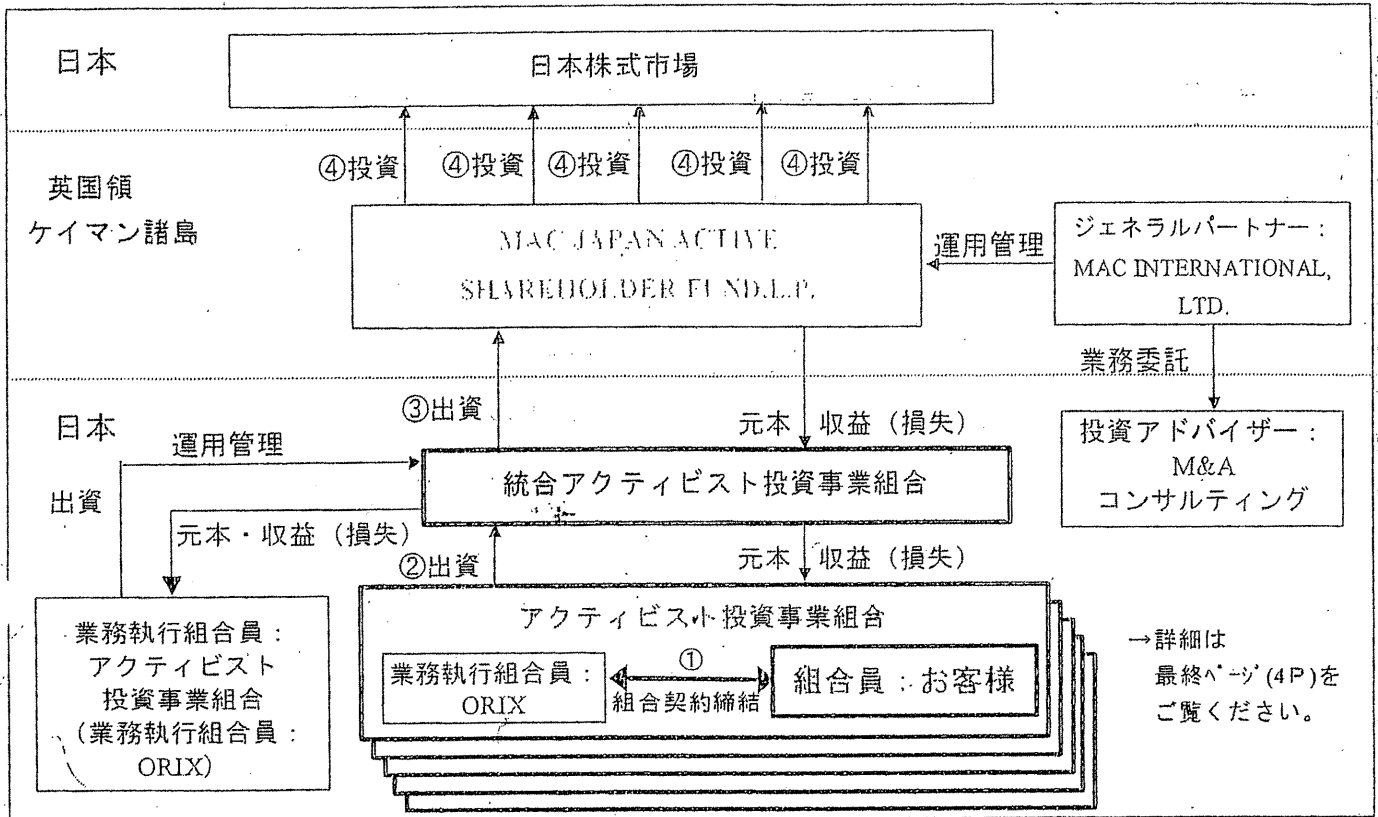 日本
日本株式市場
④投資 ④投資 ④投資 ④投資 ④投資
英国領
ケイマン諸島
MAC JAPAN ACTIVE
SHAREHOLDER FUND.L.P.
運用管理
ジェネラルパートナー：
MAC INTERNATIONAL,
LTD.
業務委託
日本
③出資
元本 収益（損失）
投資アドバイザー：
M&A
コンサルティング
運用管理
出資
統合アクティビスト投資事業組合
元本・収益（損失）
②出資
元本 収益（損失）
アクティビスト投資事業組合
業務執行組合員：
アクティビスト
投資事業組合
（業務執行組合員：
ORIX）
業務執行組合員：
ORIX
①
組合契約締結
組合員：お客様
→詳細は
最終ﾍﾟｰｼﾞ(4P)を
ご覧ください。